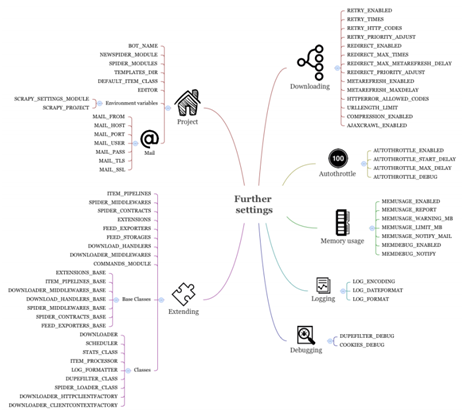 Further
settings
BOT_NAME
NEWSPIDER_MODULE
SPIDER_MODULES
TEMPLATES_DIR
DEFAULT_ITEM_CLASS
EDITOR
SCRAPY_SETTINGS_MODULE
SCRAPY_PROJECT
Environment variables
Project
MAIL_FROM
MAIL_HOST
MAIL_PORT
MAIL_USER
MAIL_PASS
MAIL_TLS
MAIL_SSL
@
Mail
ITEM_PIPELINES
SPIDER_MIDDLEWARES
SPIDER_CONTRACTS
EXTENSIONS
FEED_EXPORTERS
FEED_STORAGES
DOWNLOAD_HANDLERS
DOWNLOADER_MIDDLEWARES
COMMANDS_MODULE
Extending
EXTENSIONS_BASE
ITEM_PIPELINES_BASE
DOWNLOADER_MIDDLEWARES_BASE
DOWNLOAD_HANDLERS_BASE
SPIDER_MIDDLEWARES_BASE
SPIDER_CONTRACTS_BASE
FEED_EXPORTERS_BASE
Base Classes
DOWNLOADER
SCHEDULER
STATS_CLASS
ITEM_PROCESSOR
LOG_FORMATTER
DUPEFILTER_CLASS
SPIDER_LOADER_CLASS
DOWNLOADER_HTTPCLIENTFACTORY
DOWNLOADER_CLIENTCONTEXTFACTORY
Classes
Downloading
RETRY_ENABLED
RETRY_TIMES
RETRY_HTTP_CODES
RETRY_PRIORITY_ADJUST
REDIRECT_ENABLED
REDIRECT_MAX_TIMES
REDIRECT_MAX_METAREFRESH_DELAY
REDIRECT_PRIORITY_ADJUST
METAREFRESH_ENABLED
METAREFRESH_MAXDELAY
HTTPERROR_ALLOWED_CODES
URLLENGTH_LIMIT
COMPRESSION_ENABLED
AJAXCRAWL_ENABLED
100
Autothrottle
AUTOTHROTTLE_ENABLED
AUTOTHROTTLE_START_DELAY
AUTOTHROTTLE_MAX_DELAY
AUTOTHROTTLE_DEBUG
Memory usage
MEMUSAGE_ENABLED
MEMUSAGE_REPORT
MEMUSAGE_WARNING_MB
MEMUSAGE_LIMIT_MB
MEMUSAGE_NOTIFY_MAIL
MEMDEBUG_ENABLED
MEMDEBUG_NOTIFY
Logging
LOG_ENCODING
LOG_DATEFORMAT
LOG_FORMAT
Debugging
DUPEFILTER_DEBUG
COOKIES_DEBUG